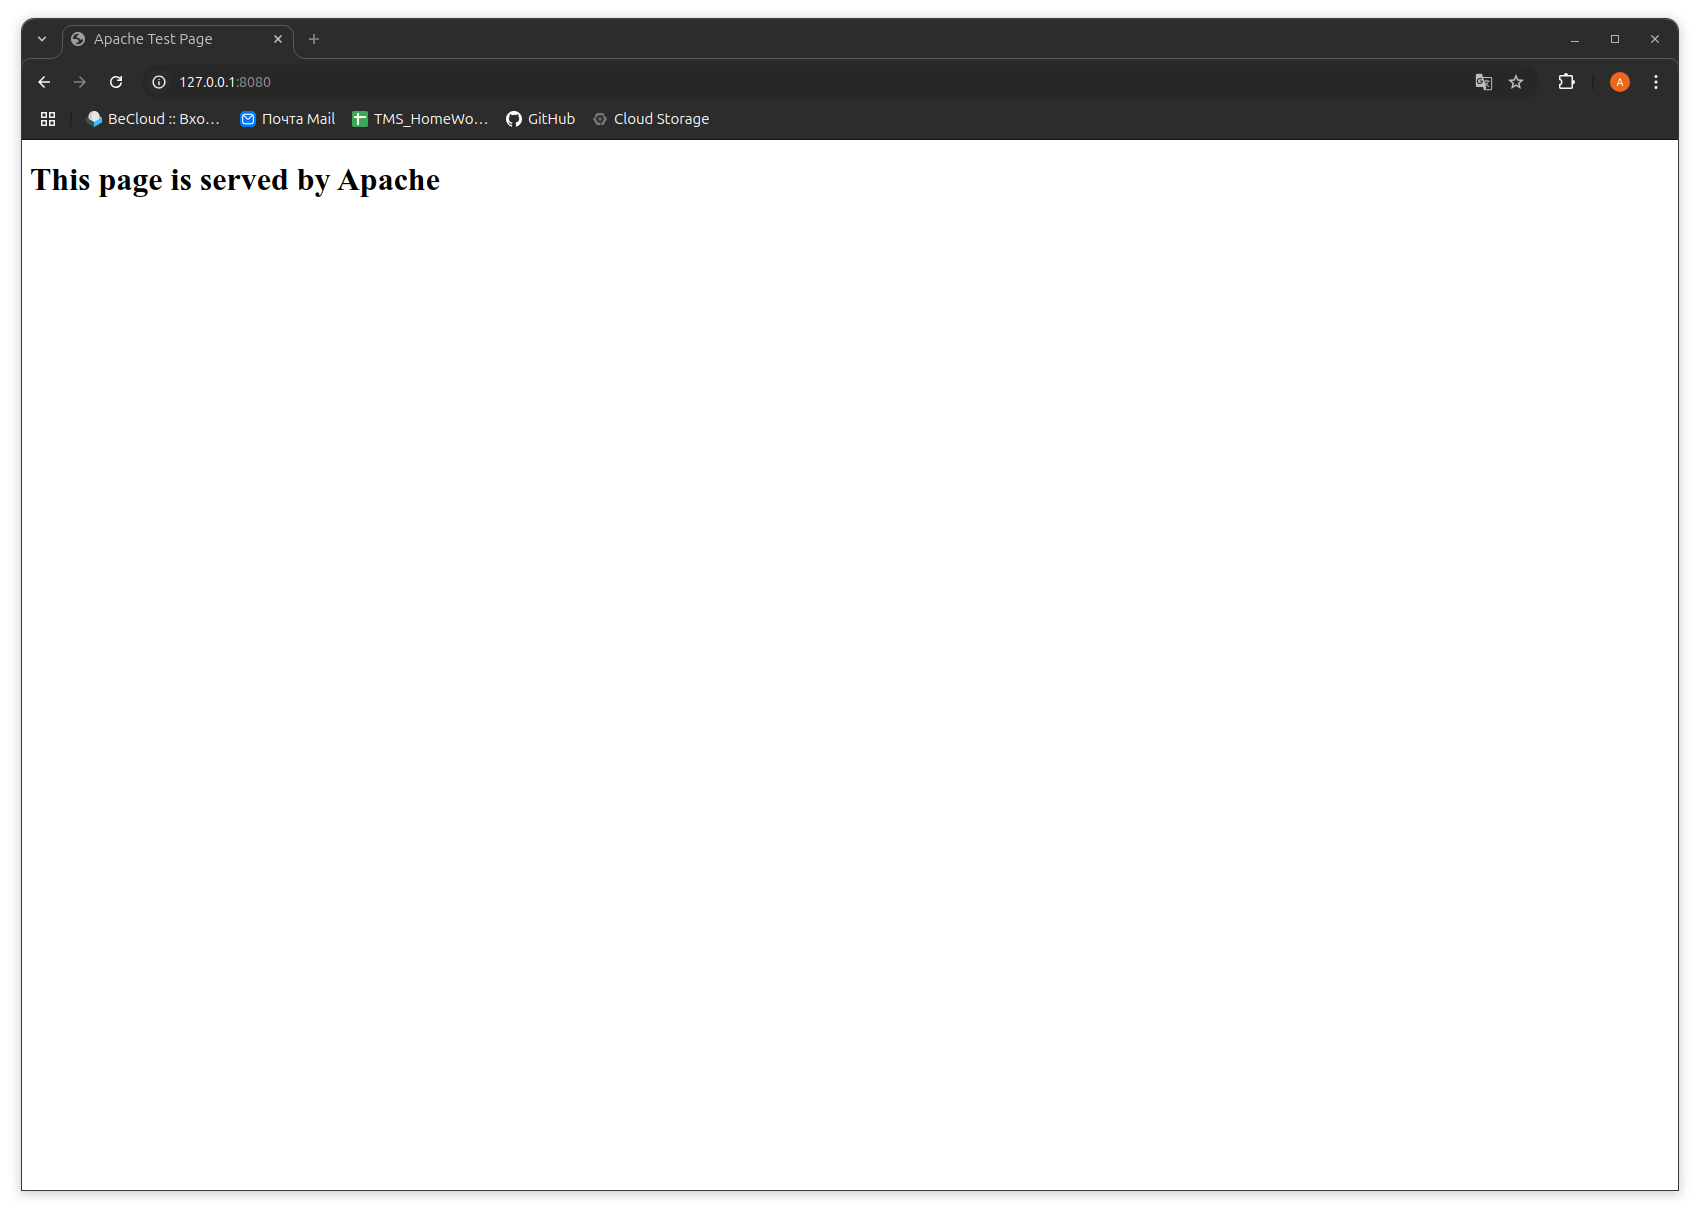 Apache Test Page
127.0.0.1:8080
A
BeCloud :: Вхо...
Почта Mail
TMS_HomeWo...
GitHub
Cloud Storage
This page is served by Apache